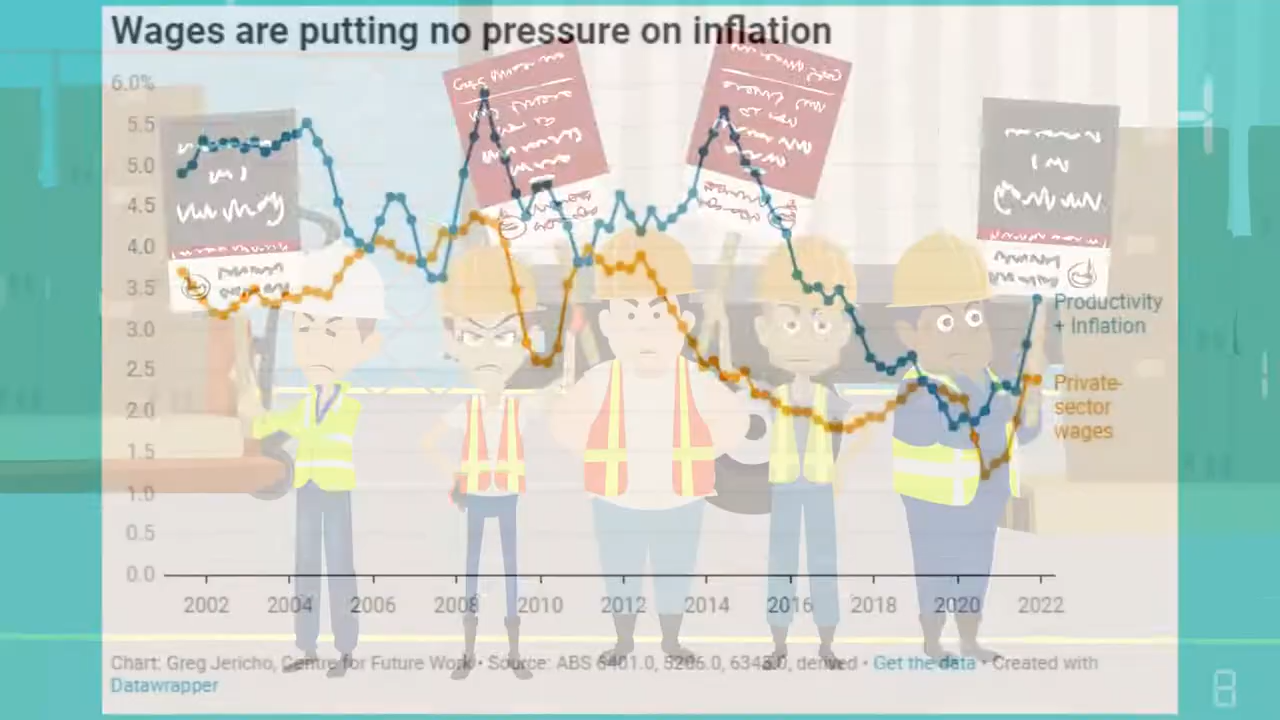 Wages are putting no pressure on inflation
6.0%
5.5
5.0
4.5
4.0
3.5
3.0
2.5
2.0
1.5
1.0
0.5
0.0
Productivity
+ Inflation
Private-
sector
wages
2002 2004 2006 2008 2010 2012 2014 2016 2018 2020 2022
Chart: Greg Jericho, Centre for Future Work • Source: ABS 6401.0, 5206.0, 6345.0, derived • Get the data • Created with
Datawrapper
8